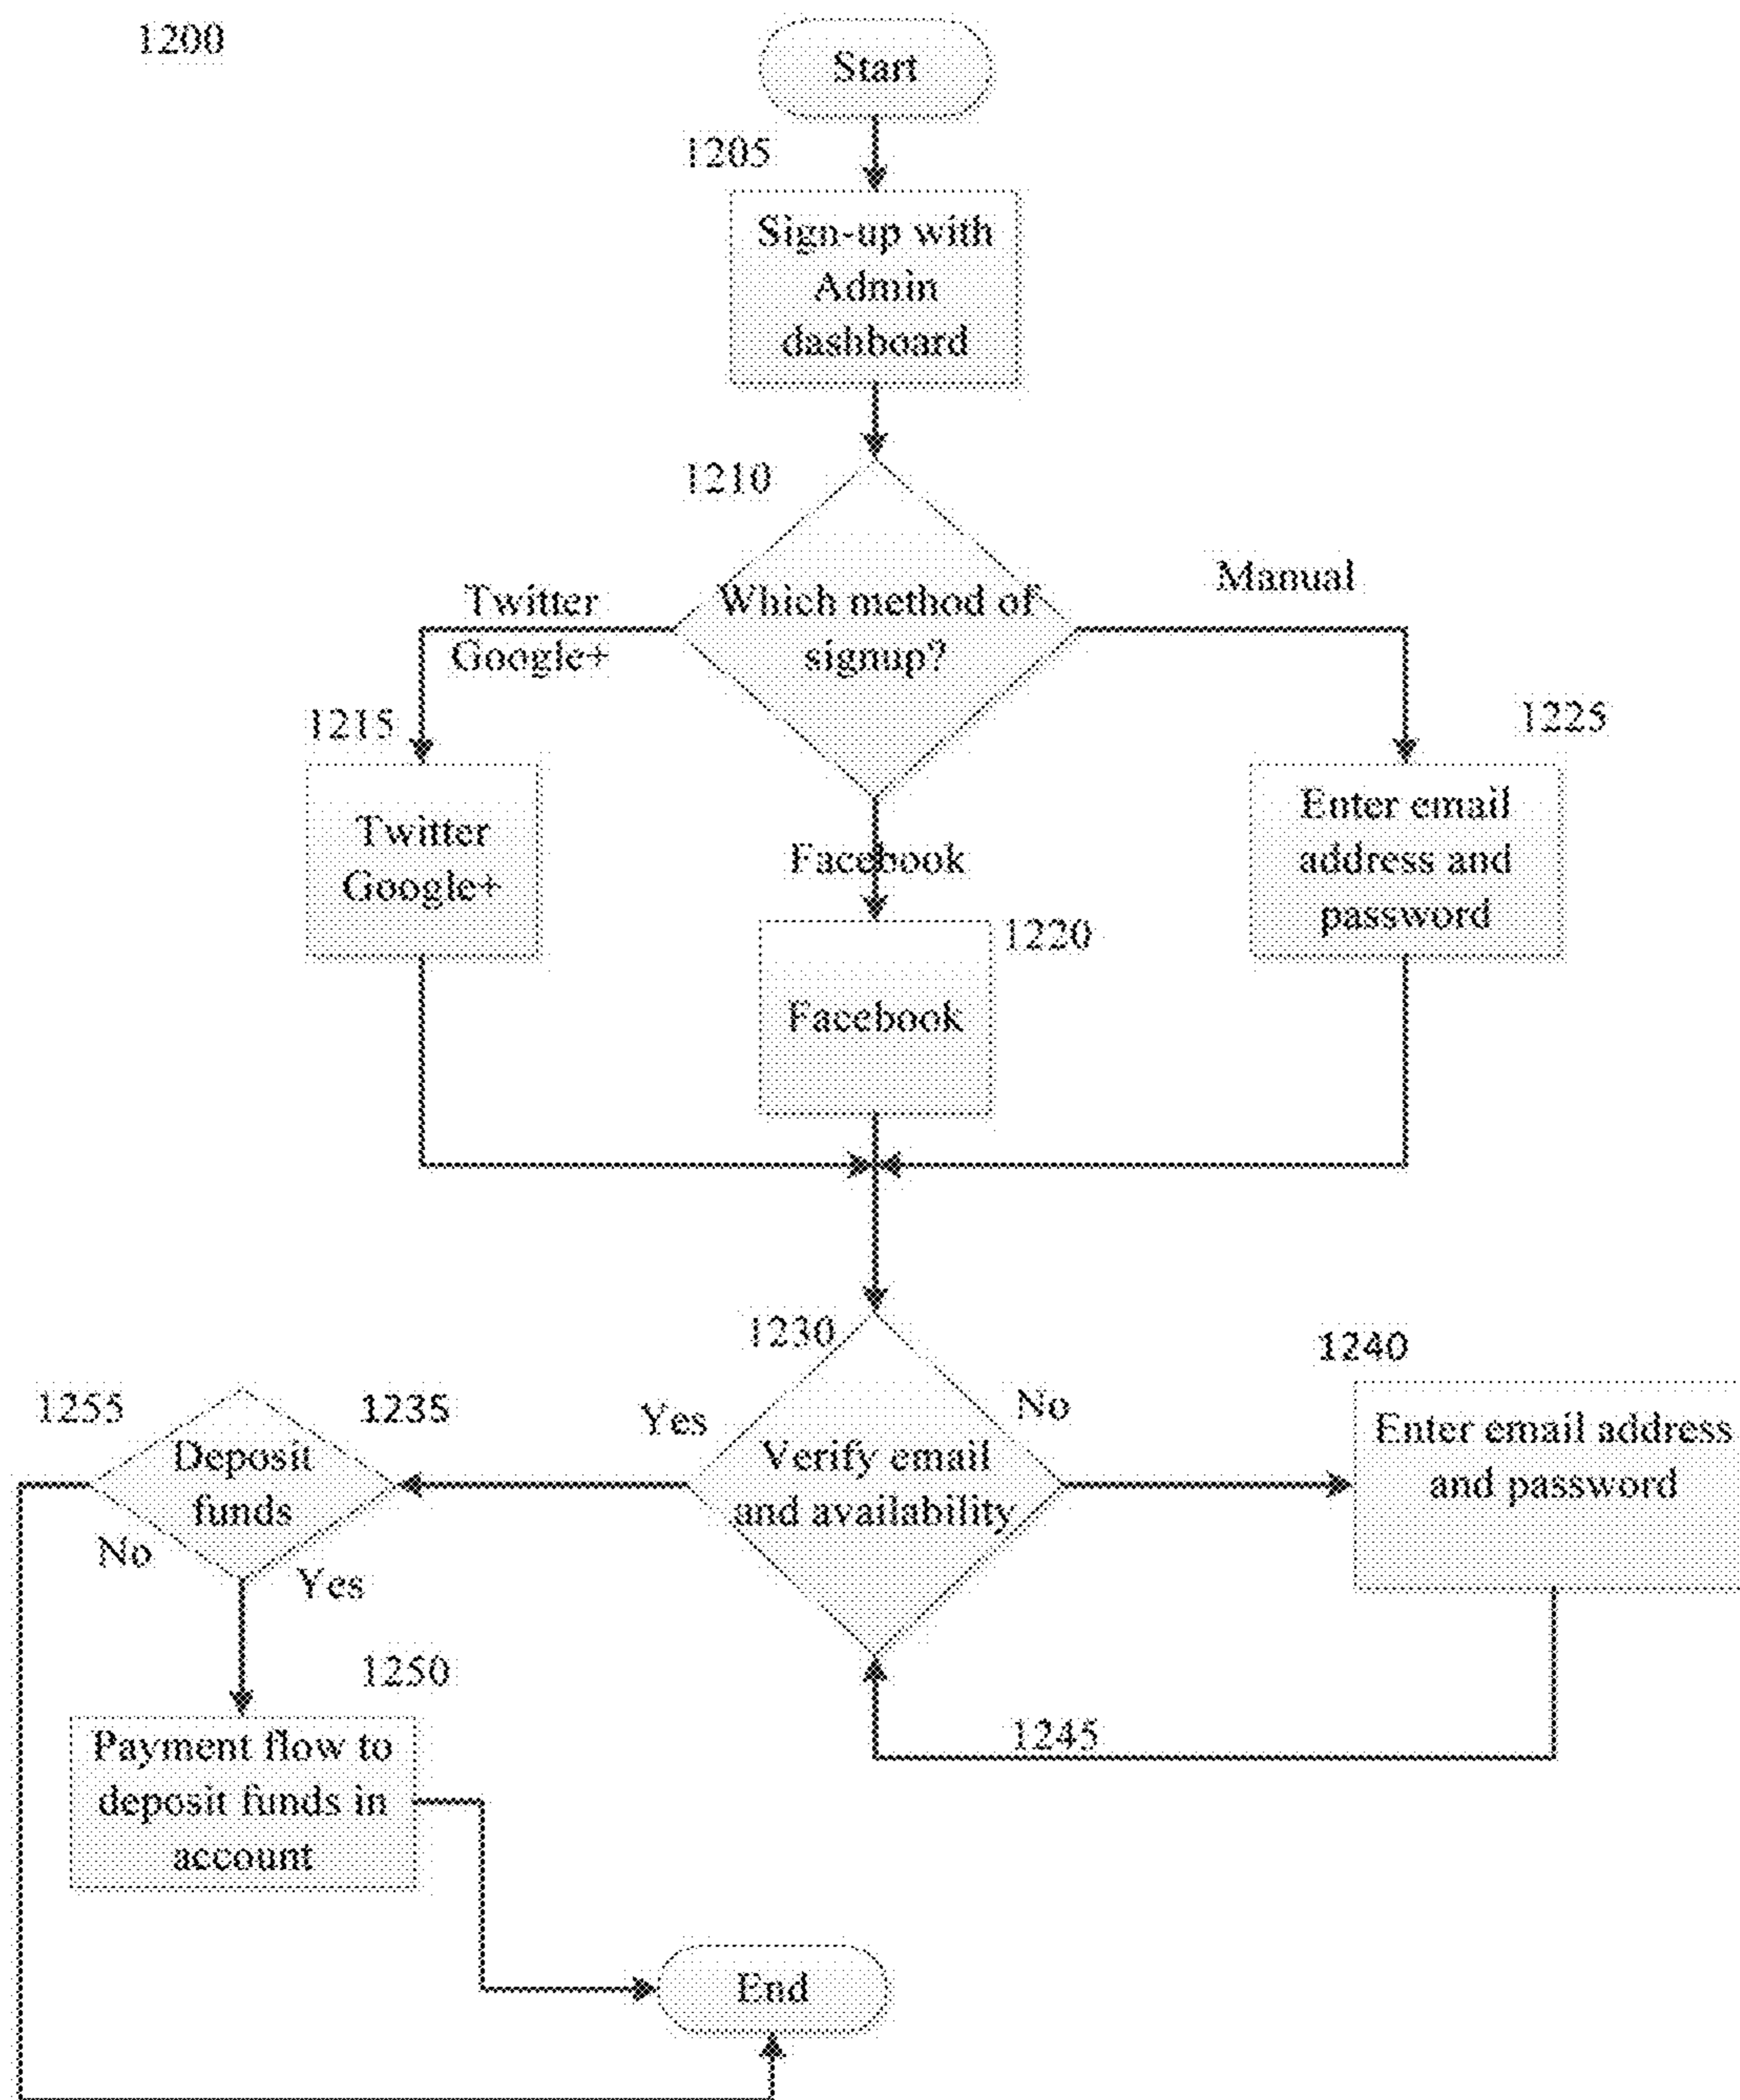 1200
Start
1205
Sign-up with
Admin
dashboard
1210
Which method of
signup?
Twitter
Google+
Manual
1215
Twitter
Google+
Facebook
1220
Facebook
1225
Enter email
address and
password
1230
Verify email
and availability
Yes
No
1240
Enter email address
and password
1245
1255
1235
Deposit
funds
No
Yes
1250
Payment flow to
deposit funds in
account
End